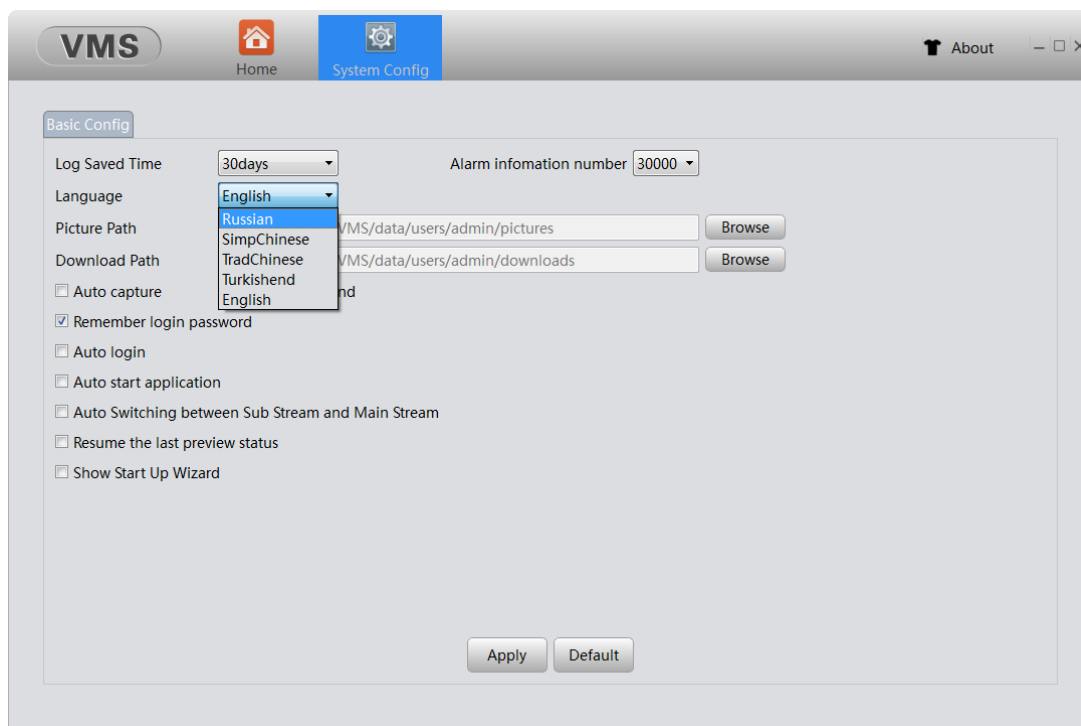 VMS
Home
System Config
About
Basic Config
Log Saved Time 30days Alarm infomation number 30000
Language English
Russian
Picture Path VMS/data/users/admin/pictures Browse
SimpChinese
Download Path TradChinese VMS/data/users/admin/downloads Browse
Turkishend
Auto capture nd
English
Remember login password
Auto login
Auto start application
Auto Switching between Sub Stream and Main Stream
Resume the last preview status
Show Start Up Wizard
Apply Default